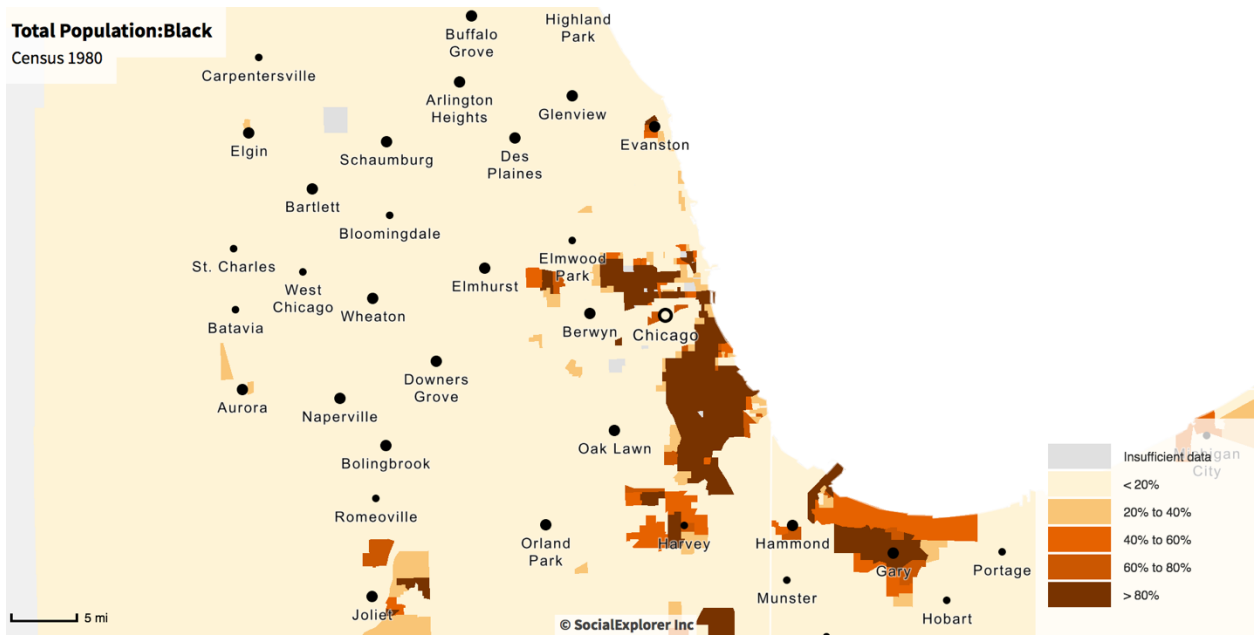 Total Population:Black
Census 1980
Buffalo
Grove
Highland
Park
Carpentersville
Arlington
Heights
Glenview
Elgin
Schaumburg
Des
Plaines
Evanston
Bartlett
Bloomingdale
St. Charles
West
Chicago
Elmhurst
Elmwood
Park
Batavia
Wheaton
Berwyn
Chicago
Aurora
Naperville
Downers
Grove
Bolingbrook
Oak Lawn
Romeoville
Orland
Park
Harvey
Hammond
Gary
Portage
Munster
Hobart
Joliet
Michigan
City
Insufficient data
< 20%
20% to 40%
40% to 60%
60% to 80%
> 80%
5 mi
© SocialExplorer Inc